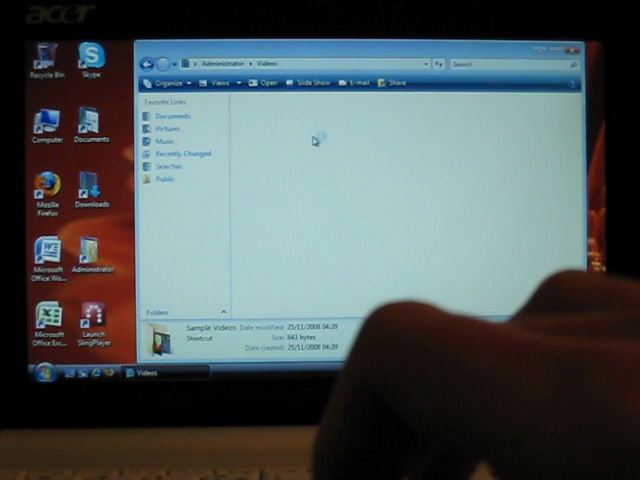 acer
Recycle Bin
Skype
Computer
Documents
Mozilla Firefox
Downloads
Microsoft Office Wo...
Administrator
Microsoft Office Exc...
Launch SlingPlayer
Administrator Videos
Search
Organize Views Open Slide Show E-mail Share
Favorite Links
Documents
Pictures
Music
Recently Changed
Searches
Public
Folders
Sample Videos Date modified: 25/11/2008 04:29
Shortcut Size: 643 bytes
Date created: 25/11/2008 04:29
Videos